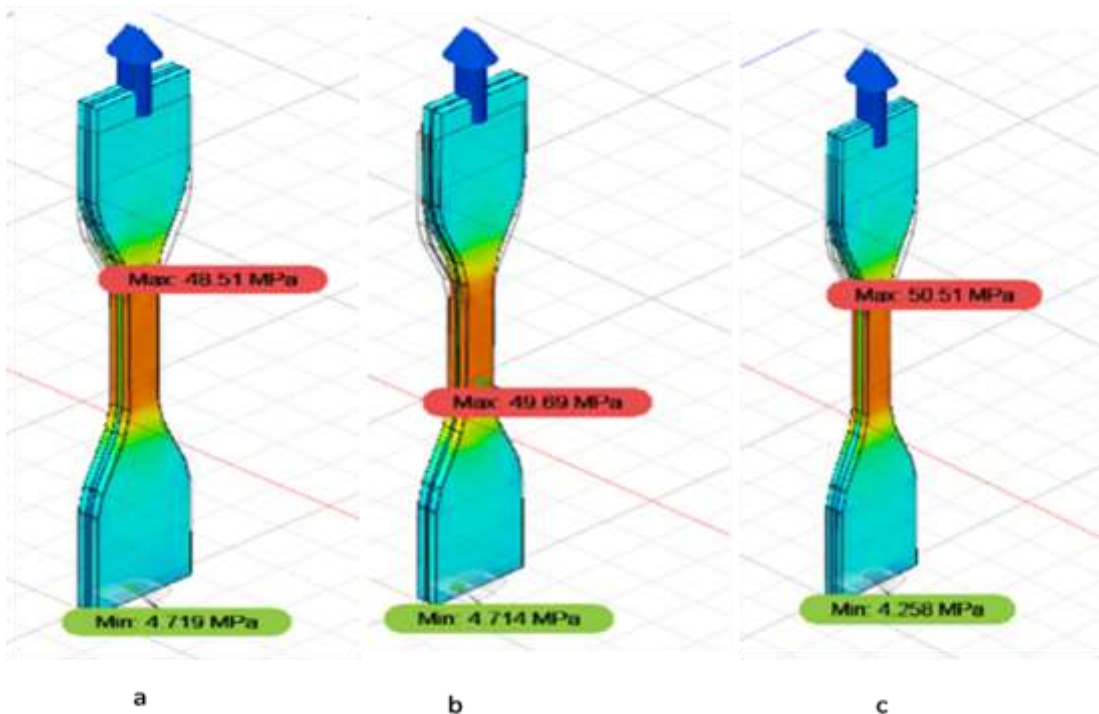 Max: 48.51 MPa
Min: 4.719 MPa
a
Max: 49.69 MPa
Min: 4.714 MPa
b
Max: 50.51 MPa
Min: 4.258 MPa
c